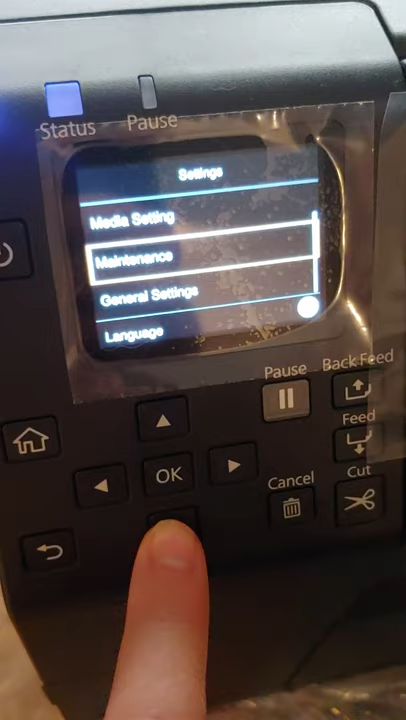 Status Pause
Settings
Media Setting
Maintenance
General Settings
Language
Pause Back Feed
Feed
OK
Cancel Cut